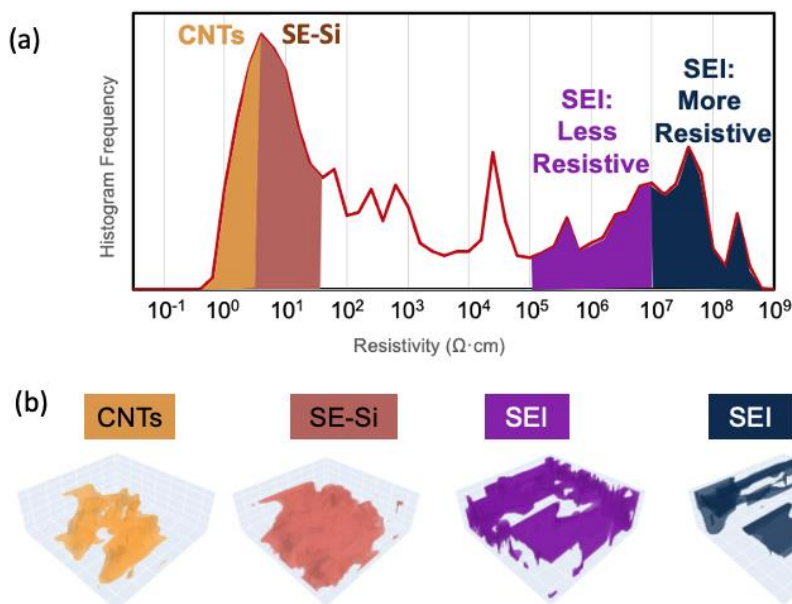 (a)
CNTs SE-Si
SEI:
Less
Resistive
SEI:
More
Resistive
Histogram Frequency
10⁻¹ 10⁰ 10¹ 10² 10³ 10⁴ 10⁵ 10⁶ 10⁷ 10⁸ 10⁹
Resistivity (Ω·cm)
(b)
CNTs SE-Si SEI SEI